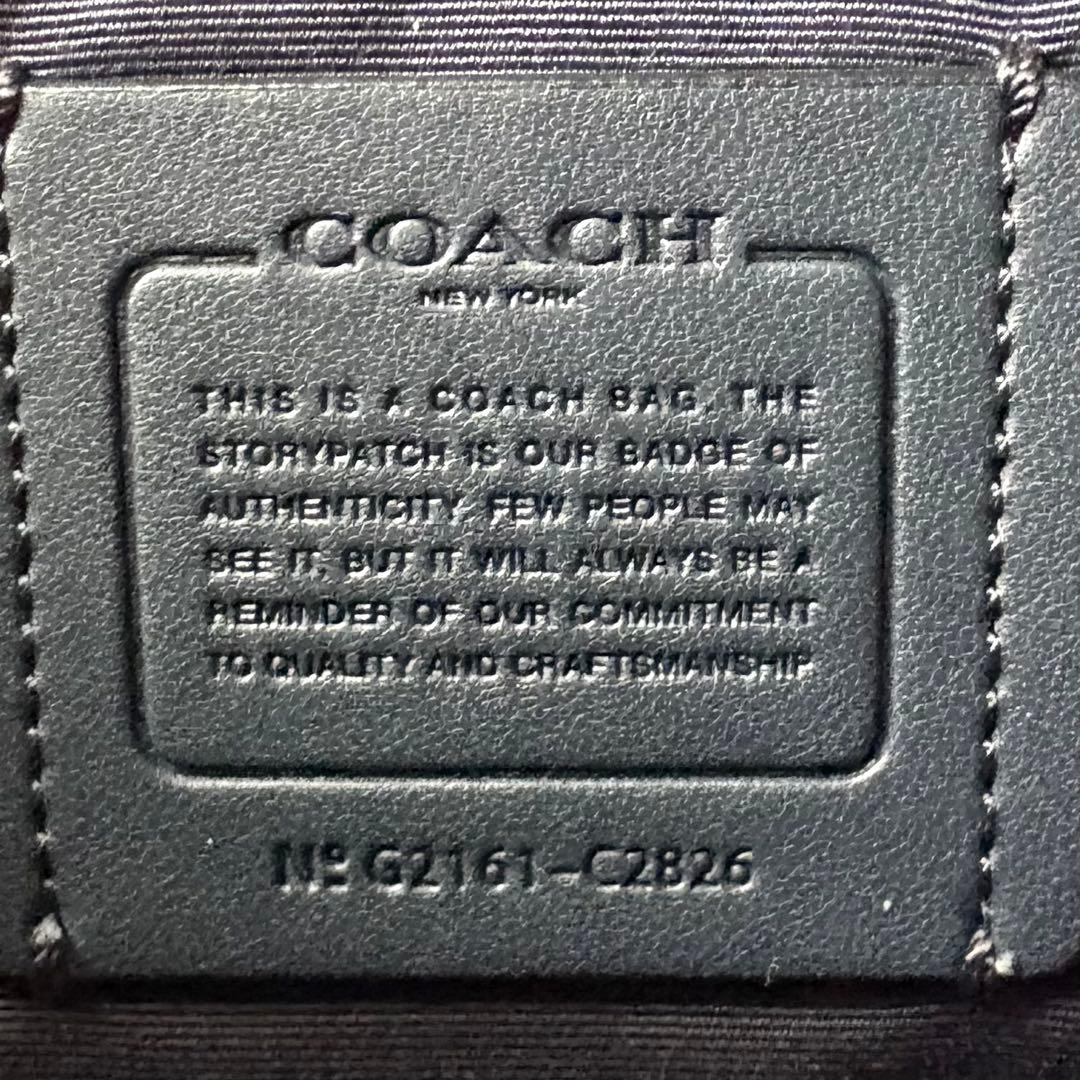 COACH
NEW YORK
THIS IS A COACH BAG. THE
STORYPATCH IS OUR BADGE OF
AUTHENTICITY. FEW PEOPLE MAY
SEE IT, BUT IT WILL ALWAYS BE A
REMINDER OF OUR COMMITMENT
TO QUALITY AND CRAFTSMANSHIP
Nº G2161-C2826